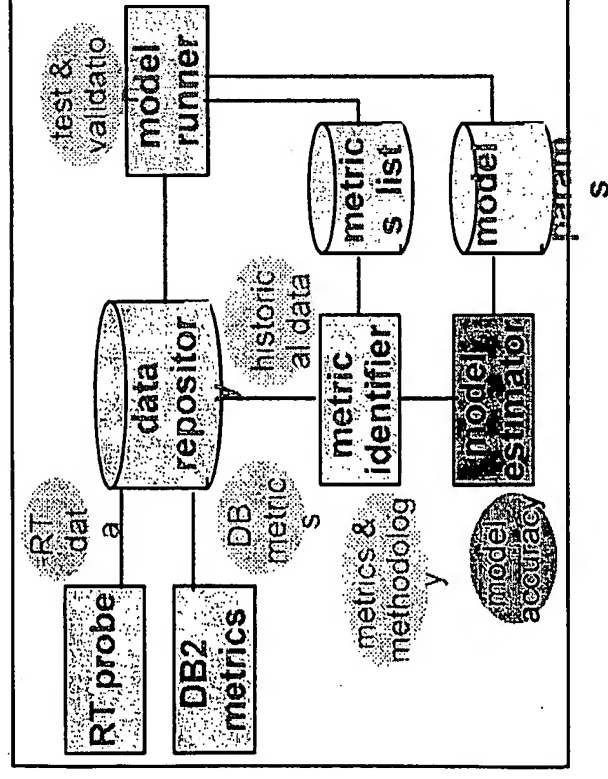 RT probe
DB2
metrics
RT
dat
a
DB
metric
s
data
repositor
y
historic
al data
test &
validatio
model
runner
metrics &
methodolog
y
metric
identifier
metric
s list
model
accuracy
model
estimator
model
param
s